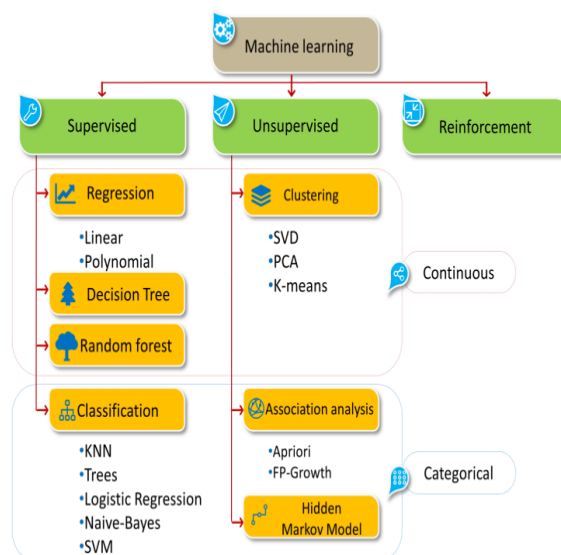 Machine learning
Supervised
Unsupervised
Reinforcement
Regression
•Linear
•Polynomial
Decision Tree
Random forest
Clustering
•SVD
•PCA
•K-means
Continuous
Classification
•KNN
•Trees
•Logistic Regression
•Naive-Bayes
•SVM
Association analysis
•Apriori
•FP-Growth
Hidden
Markov Model
Categorical